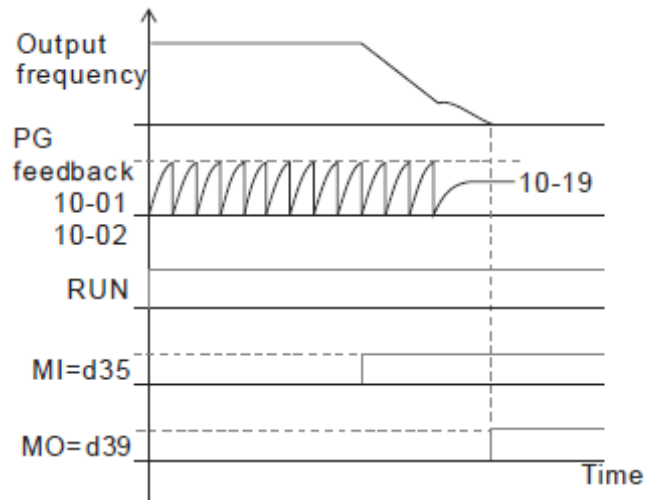 Output
frequency
PG
feedback
10-01
10-02
10-19
RUN
MI=d35
MO=d39
Time